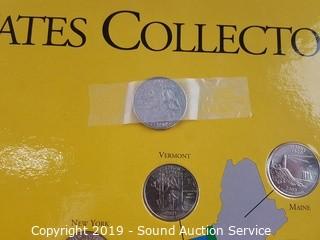 ATES COLLECTO
VERMONT
MAINE
NEW YORK
Copyright © 2019 - Sound Auction Service